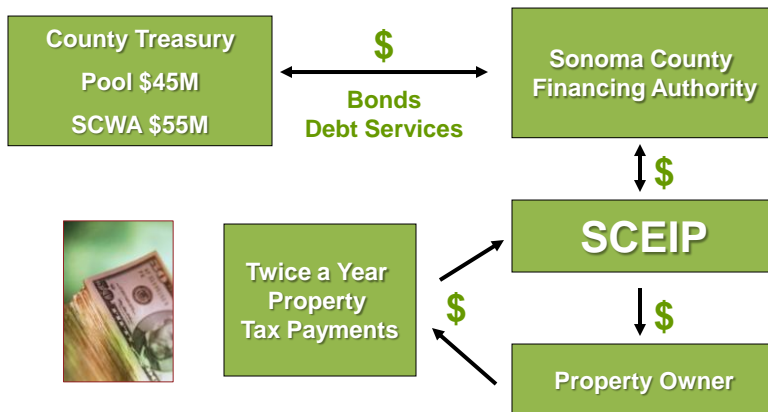 County Treasury
Pool $45M
SCWA $55M
$
Bonds
Debt Services
Sonoma County
Financing Authority
$
SCEIP
Twice a Year
Property
Tax Payments
$
$
Property Owner